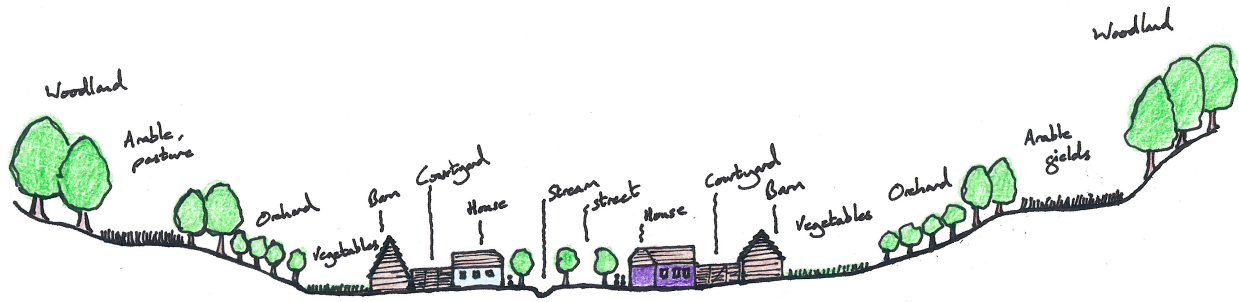 Woodland
Arable,
pasture
Orchard
Vegetables
Barn
Courtyard
House
Stream
Street
House
Courtyard
Barn
Vegetables
Orchard
Arable
gields
Woodland